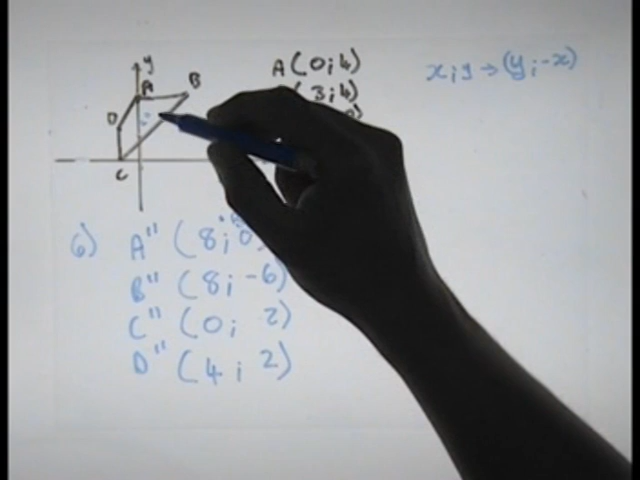 y
A
B
D
C
A(0;4)
(3;4)
x;y→(y;-x)
6) A"(8;0
B"(8;-6)
C"(0; 2)
D"(4; 2)